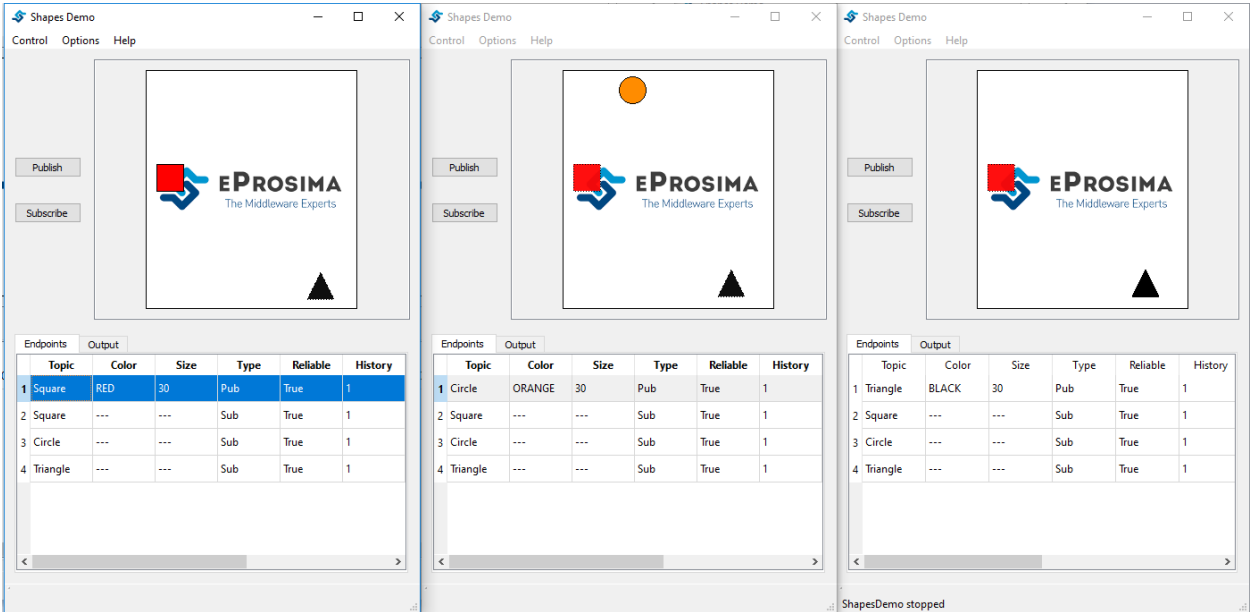 Shapes Demo
Control Options Help
Publish
Subscribe
EPROSIMA
The Middleware Experts
Endpoints Output
Topic Color Size Type Reliable History
1 Square RED 30 Pub True 1
2 Square --- --- Sub True 1
3 Circle --- --- Sub True 1
4 Triangle --- --- Sub True 1
Shapes Demo
Control Options Help
Publish
Subscribe
EPROSIMA
The Middleware Experts
Endpoints Output
Topic Color Size Type Reliable History
1 Circle ORANGE 30 Pub True 1
2 Square --- --- Sub True 1
3 Circle --- --- Sub True 1
4 Triangle --- --- Sub True 1
Shapes Demo
Control Options Help
Publish
Subscribe
EPROSIMA
The Middleware Experts
Endpoints Output
Topic Color Size Type Reliable History
1 Triangle BLACK 30 Pub True 1
2 Square --- --- Sub True 1
3 Circle --- --- Sub True 1
4 Triangle --- --- Sub True 1
ShapesDemo stopped